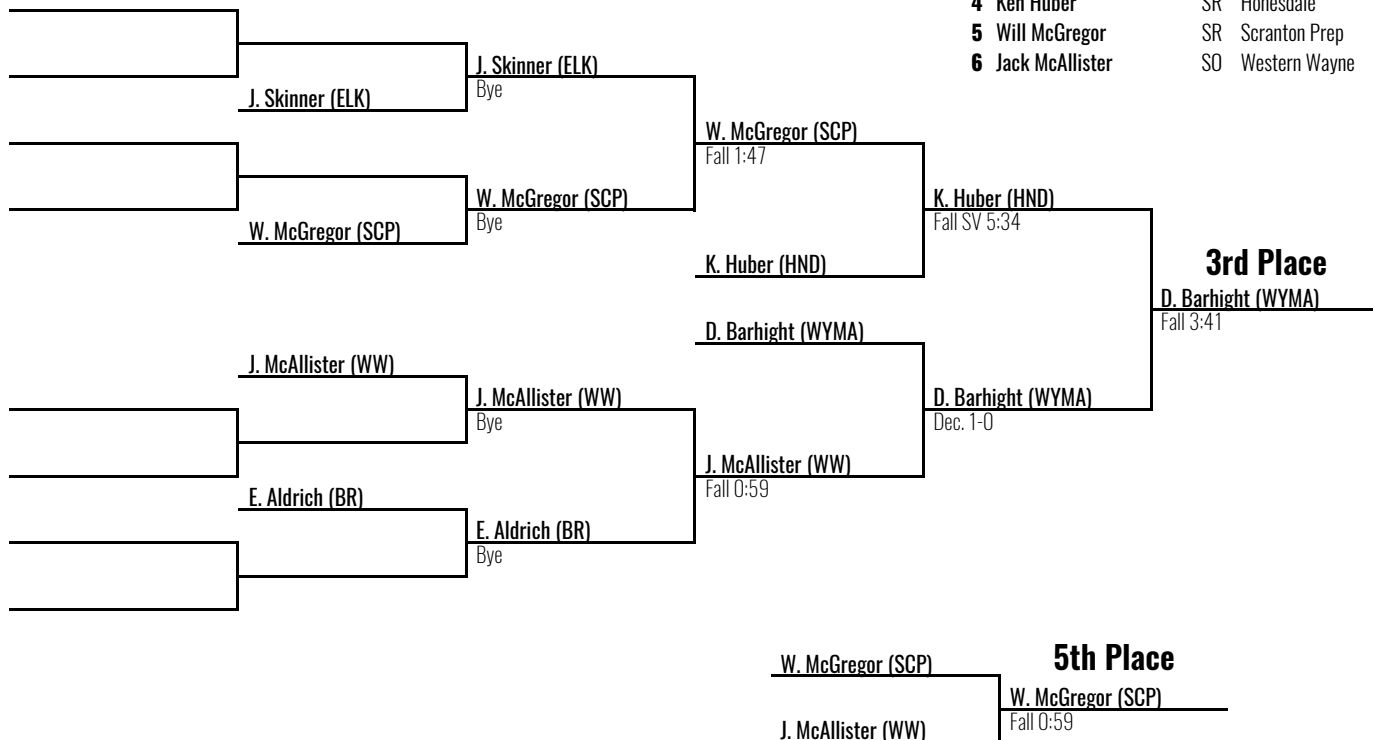 4 Ken Huber SR Honesdale
5 Will McGregor SR Scranton Prep
6 Jack McAllister SO Western Wayne
J. Skinner (ELK)
Bye
J. Skinner (ELK)
W. McGregor (SCP)
Fall 1:47
W. McGregor (SCP)
Bye
W. McGregor (SCP)
K. Huber (HND)
Fall SV 5:34
K. Huber (HND)
3rd Place
D. Barhight (WYMA)
Fall 3:41
D. Barhight (WYMA)
J. McAllister (WW)
J. McAllister (WW)
Bye
D. Barhight (WYMA)
Dec. 1-0
J. McAllister (WW)
Fall 0:59
E. Aldrich (BR)
E. Aldrich (BR)
Bye
5th Place
W. McGregor (SCP)
W. McGregor (SCP)
Fall 0:59
J. McAllister (WW)